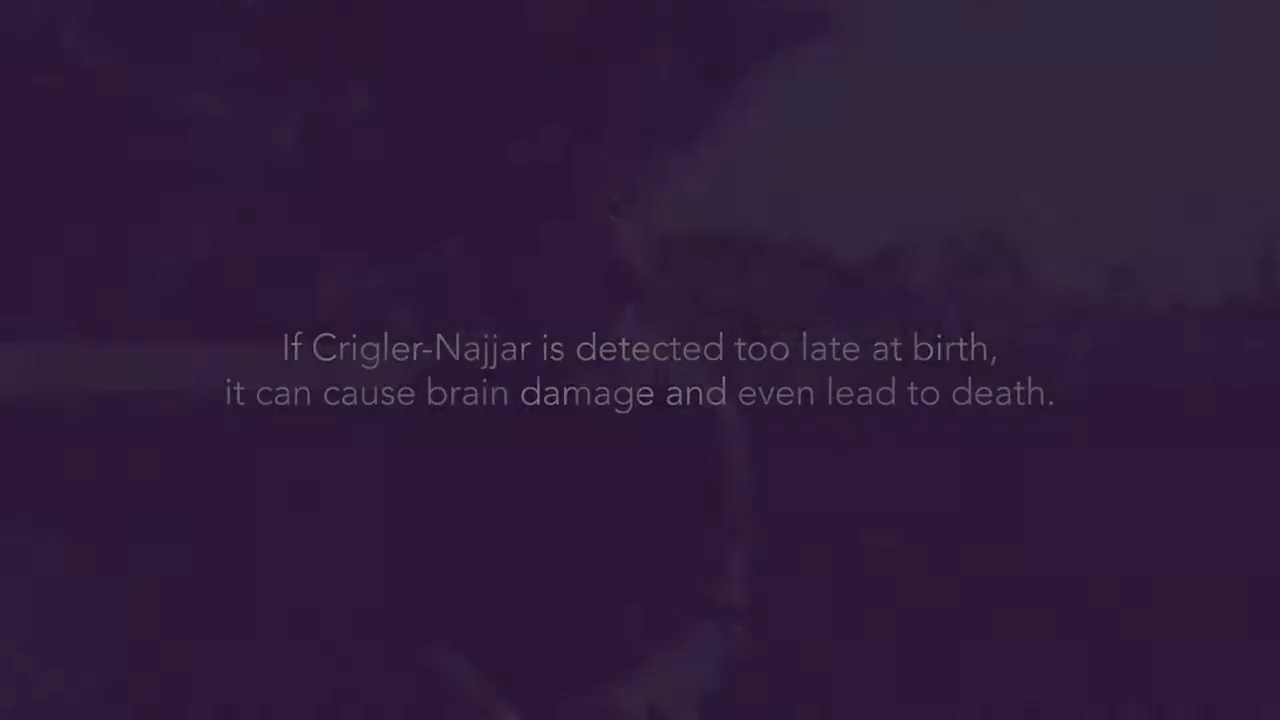 If Crigler-Najjar is detected too late at birth,
it can cause brain damage and even lead to death.